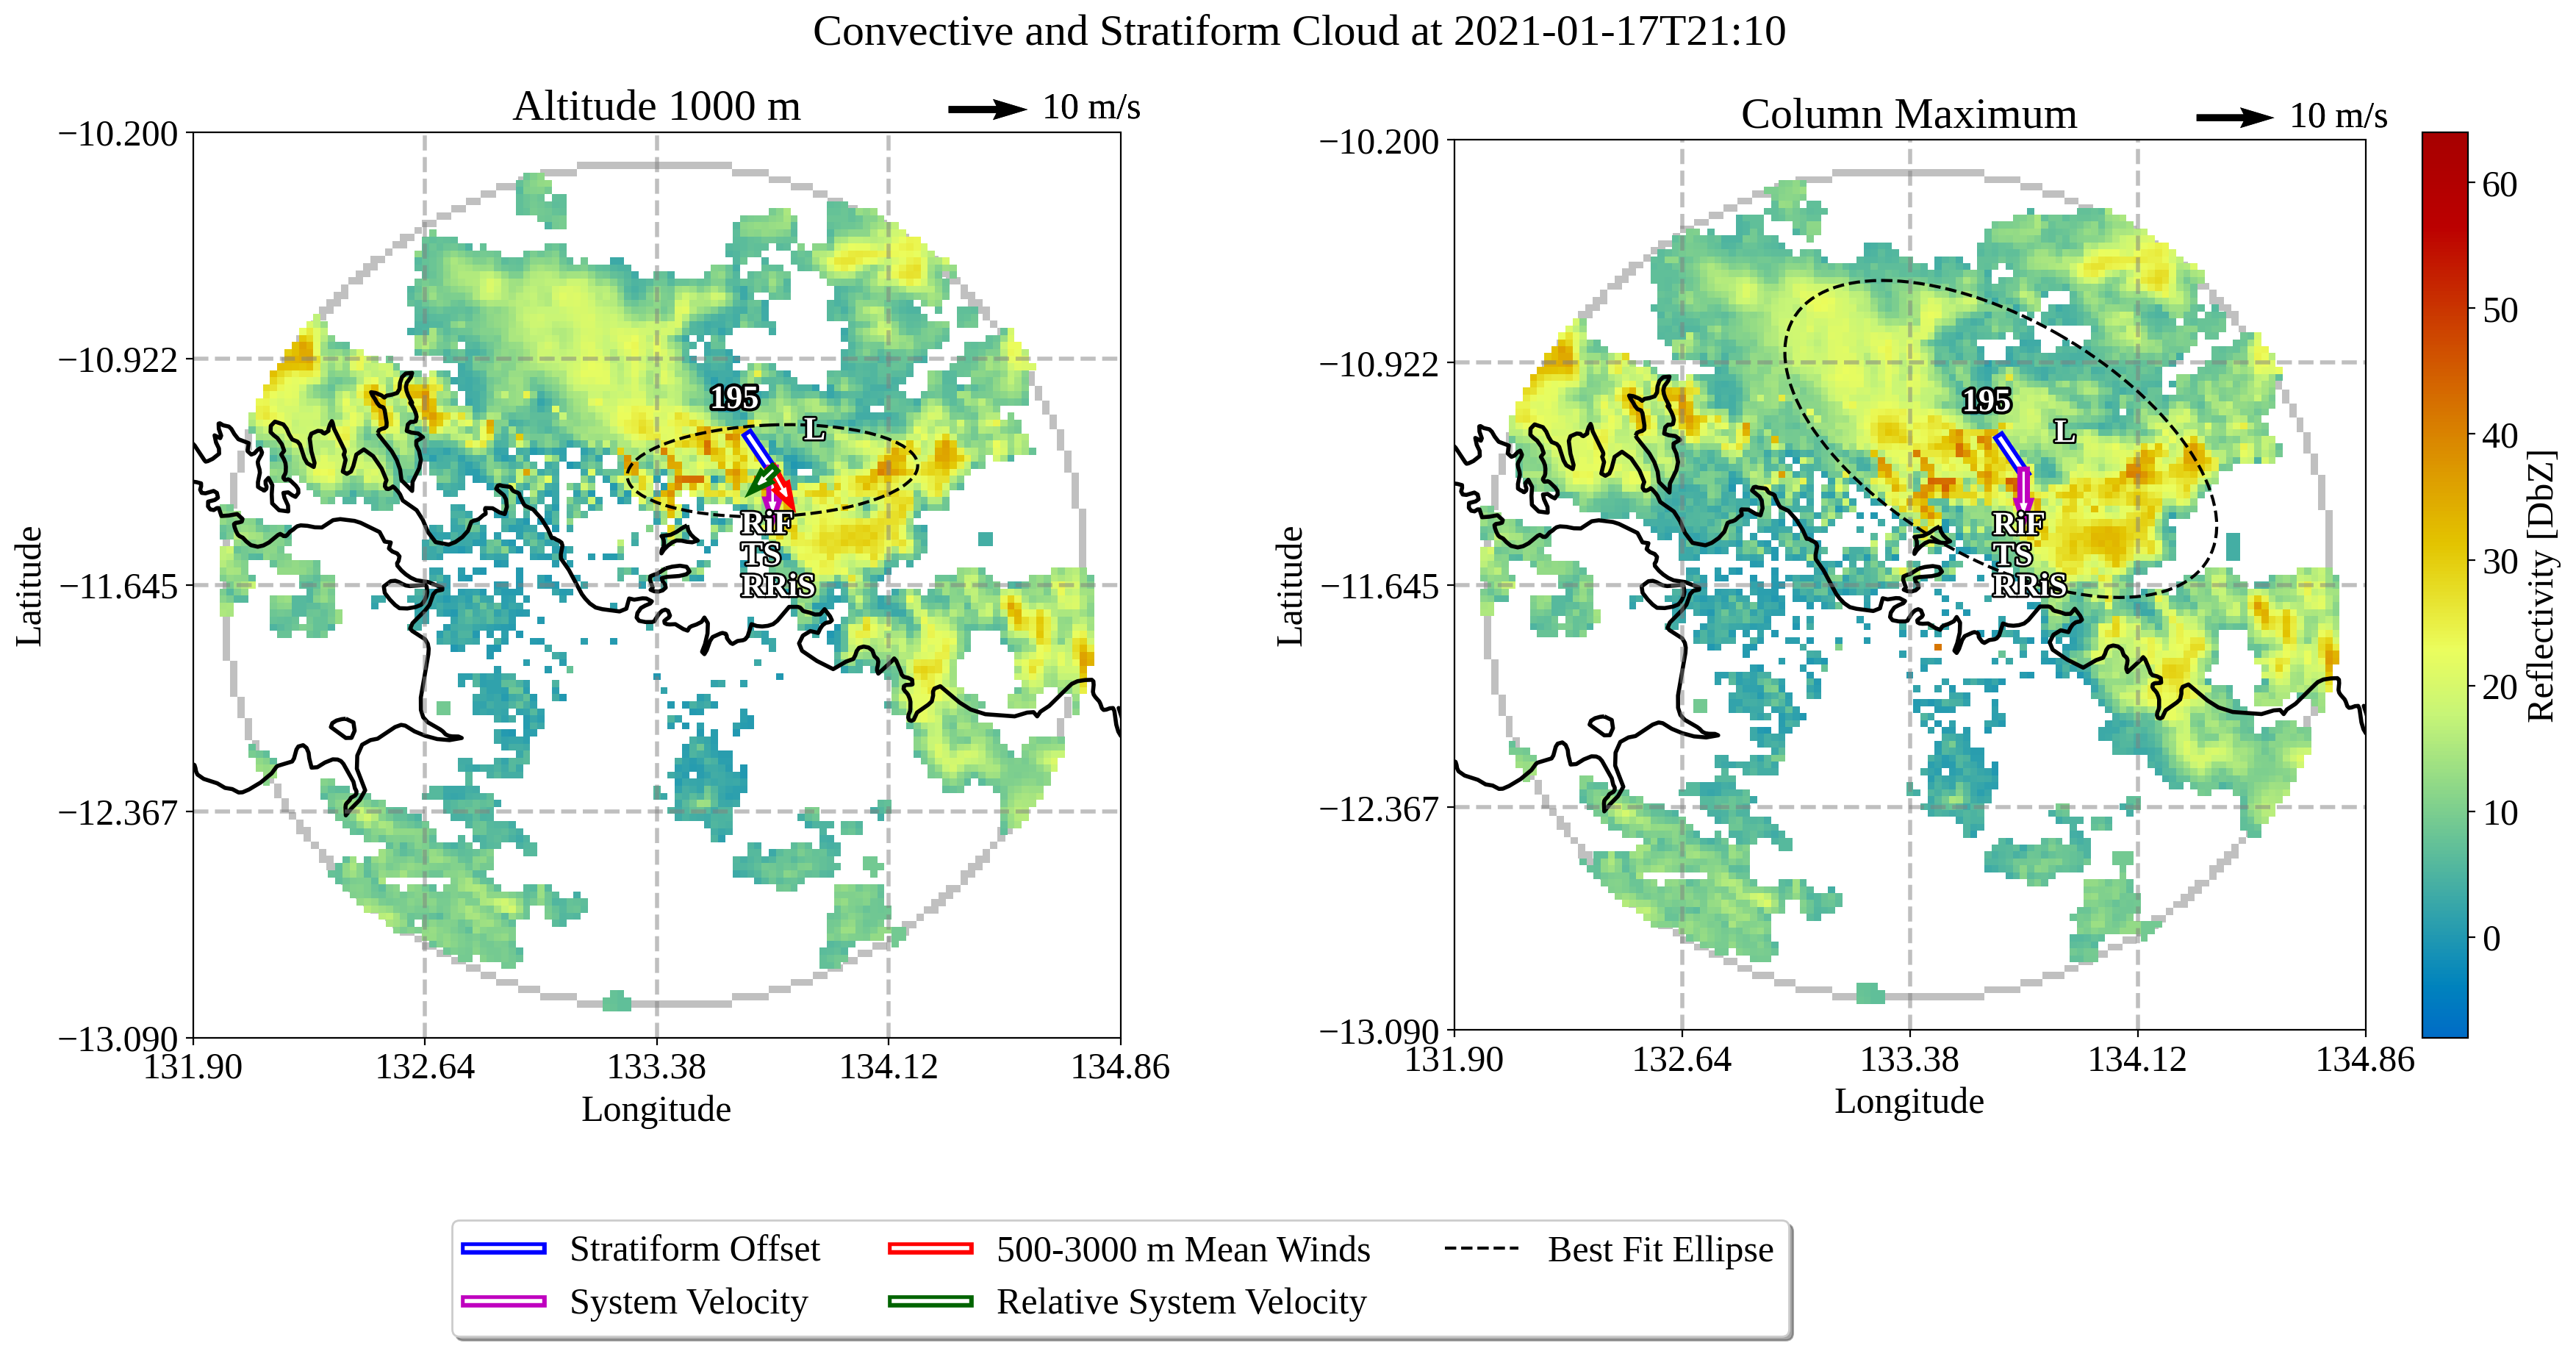 Convective and Stratiform Cloud at 2021-01-17T21:10
Altitude 1000 m
10 m/s
−10.200
−10.922
−11.645
−12.367
−13.090
131.90
132.64
133.38
134.12
134.86
Latitude
Longitude
195
L
RiF
TS
RRiS
Column Maximum
10 m/s
−10.200
−10.922
−11.645
−12.367
−13.090
131.90
132.64
133.38
134.12
134.86
Latitude
Longitude
195
L
RiF
TS
RRiS
60
50
40
30
20
10
0
Reflectivity [DbZ]
Stratiform Offset
500-3000 m Mean Winds
Best Fit Ellipse
System Velocity
Relative System Velocity